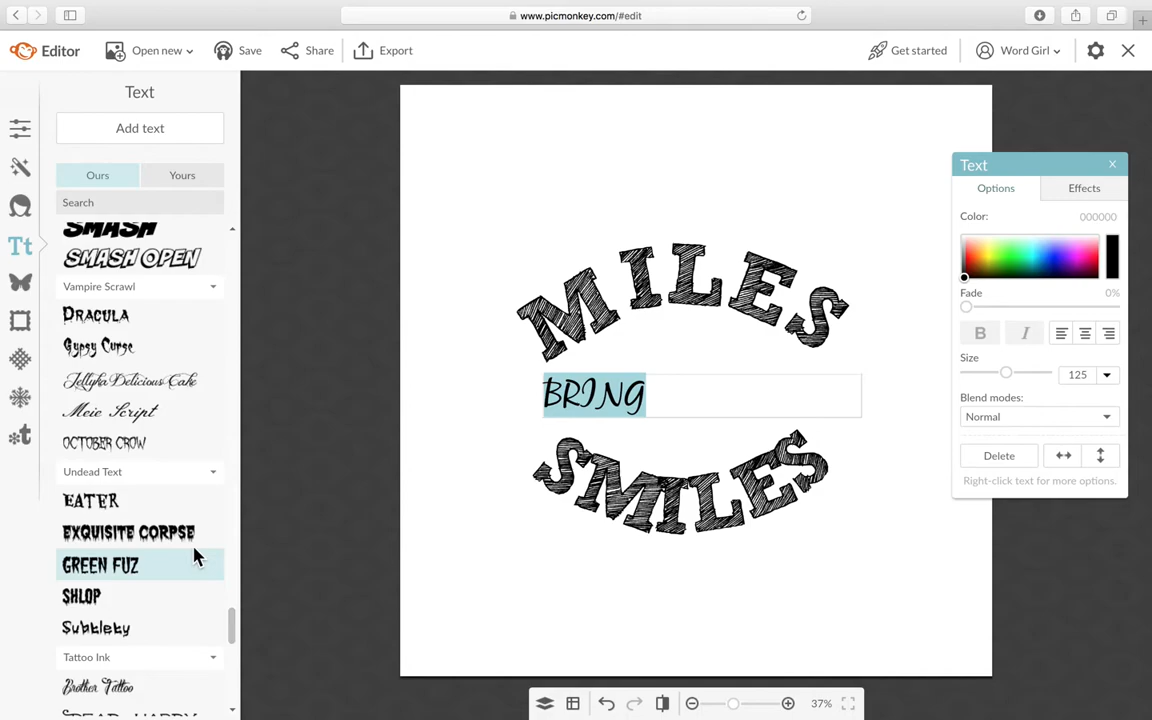 www.picmonkey.com/#edit
Editor
Open new
Save
Share
Export
Get started
Word Girl
Text
Add text
Ours
Yours
Search
SMASH
SMASH OPEN
Vampire Scrawl
Dracula
Gypsy Curse
Jellyka Delicious Cake
Meie Script
OCTOBER CROW
Undead Text
EATER
EXQUISITE CORPSE
GREEN FUZ
SHLOP
Subtlety
Tattoo Ink
Brother Tattoo
MILES
BRING
SMILES
Text
Options
Effects
Color:
000000
Fade
0%
B
I
Size
125
Blend modes:
Normal
Delete
Right-click text for more options.
37%